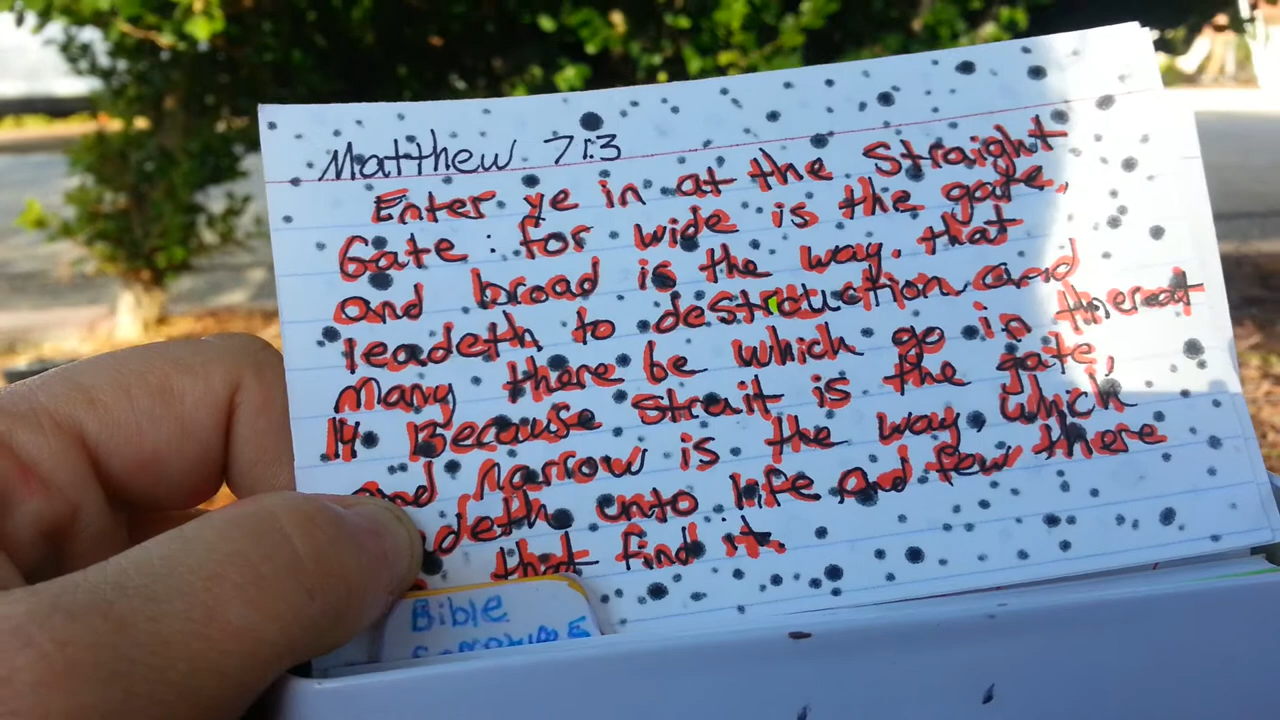 Matthew 7:13
Enter ye in at the Straight
Gate: for wide is the gate,
and broad is the way, that
leadeth to destruction and
many there be which go in thereat
14 Because strait is the gate,
and Narrow is the way, which
deth unto life and few there
that find it.
Bible